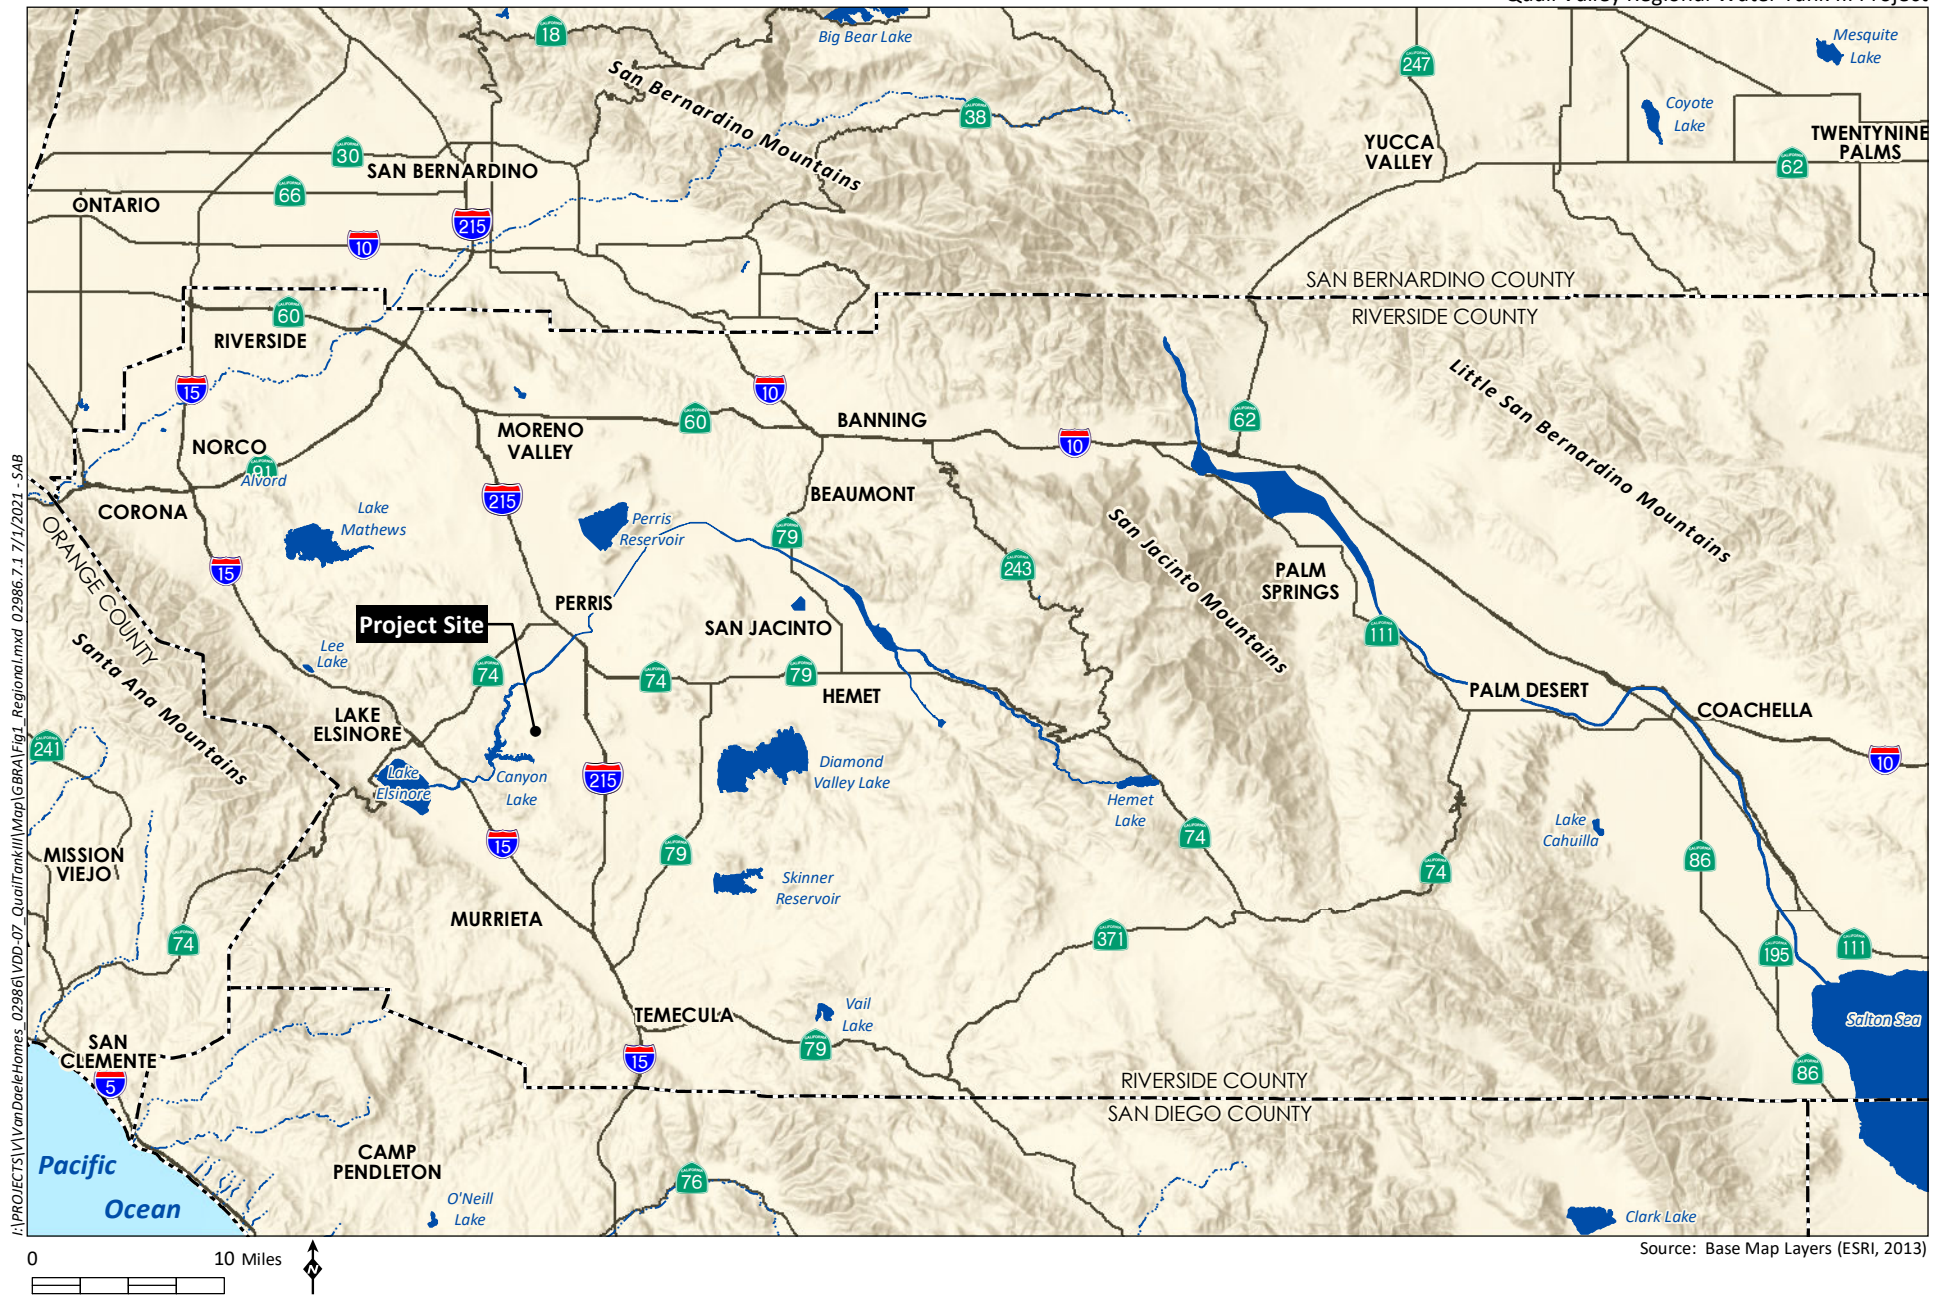 Quail Valley Regional Water Tank III Project
18
Big Bear Lake
Mesquite
Lake
247
San Bernardino Mountains
38
Coyote
Lake
TWENTYNINE
PALMS
YUCCA
VALLEY
62
30
SAN BERNARDINO
66
ONTARIO
215
10
SAN BERNARDINO COUNTY
RIVERSIDE COUNTY
60
RIVERSIDE
15
10
Little San Bernardino Mountains
60
BANNING
62
MORENO
VALLEY
10
NORCO
91
Alvord
215
BEAUMONT
CORONA
Lake
Mathews
Perris
Reservoir
79
San Jacinto Mountains
ORANGE COUNTY
15
243
PALM
SPRINGS
PERRIS
Project Site
SAN JACINTO
111
Santa Ana Mountains
Lee
Lake
74
74
79
HEMET
PALM DESERT
COACHELLA
LAKE
ELSINORE
241
10
Lake
Elsinore
Canyon
Lake
215
Diamond
Valley Lake
Hemet
Lake
74
Lake
Cahuilla
15
79
86
MISSION
VIEJO
74
Skinner
Reservoir
MURRIETA
74
371
195
111
TEMECULA
Vail
Lake
Salton Sea
SAN
CLEMENTE
5
15
79
86
RIVERSIDE COUNTY
SAN DIEGO COUNTY
CAMP
PENDLETON
Pacific
Ocean
76
O'Neill
Lake
Clark Lake
I:\PROJECTS\V\VanDaeleHomes_02986\VDD-07_QuailTankIII\Map\GBRA\Fig1_Regional.mxd 02986.7.1 7/1/2021 - SAB
0 10 Miles
N
Source: Base Map Layers (ESRI, 2013)